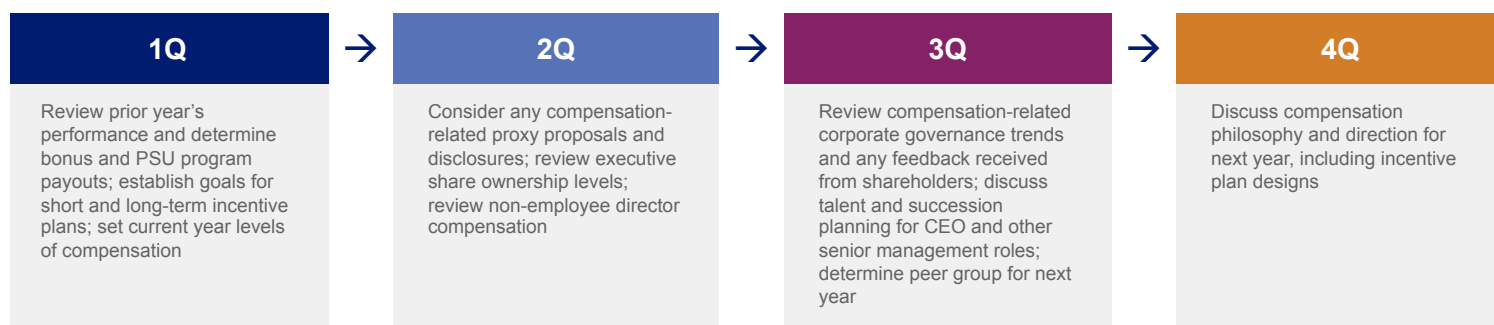 1Q
Review prior year's
performance and determine
bonus and PSU program
payouts; establish goals for
short and long-term incentive
plans; set current year levels
of compensation
→
2Q
Consider any compensation-
related proxy proposals and
disclosures; review executive
share ownership levels;
review non-employee director
compensation
→
3Q
Review compensation-related
corporate governance trends
and any feedback received
from shareholders; discuss
talent and succession
planning for CEO and other
senior management roles;
determine peer group for next
year
→
4Q
Discuss compensation
philosophy and direction for
next year, including incentive
plan designs